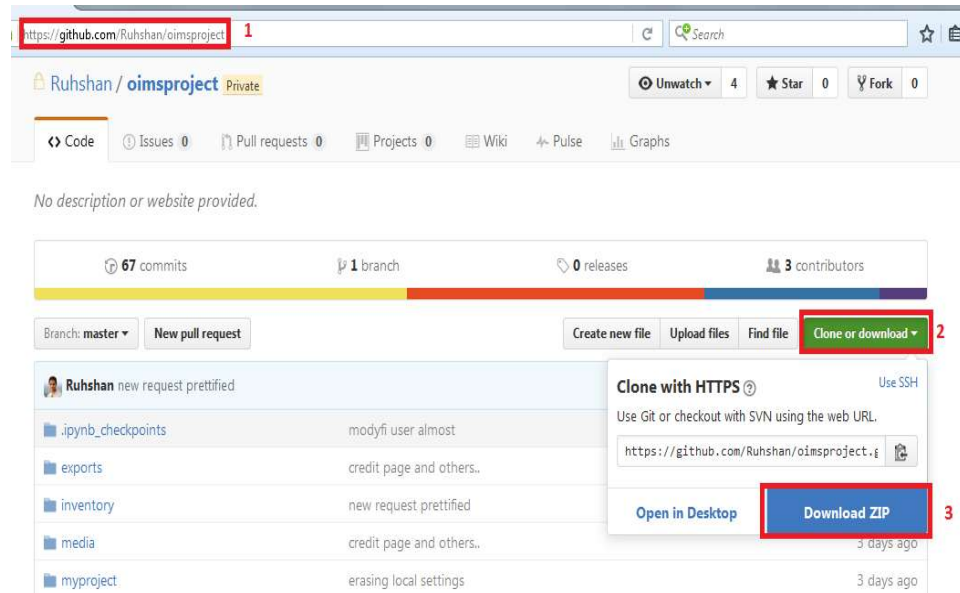 https://github.com/Ruhshan/oimsproject 1 Search
Ruhshan / oimsproject Private Unwatch 4 Star 0 Fork 0
Code Issues 0 Pull requests 0 Projects 0 Wiki Pulse Graphs
No description or website provided.
67 commits 1 branch 0 releases 3 contributors
Branch: master New pull request Create new file Upload files Find file Clone or download 2
Ruhshan new request prettified
Clone with HTTPS Use SSH
Use Git or checkout with SVN using the web URL.
https://github.com/Ruhshan/oimsproject.g
Open in Desktop Download ZIP 3
.ipynb_checkpoints modyfi user almost
exports credit page and others..
inventory new request prettified
media credit page and others.. 3 days ago
myproject erasing local settings 3 days ago